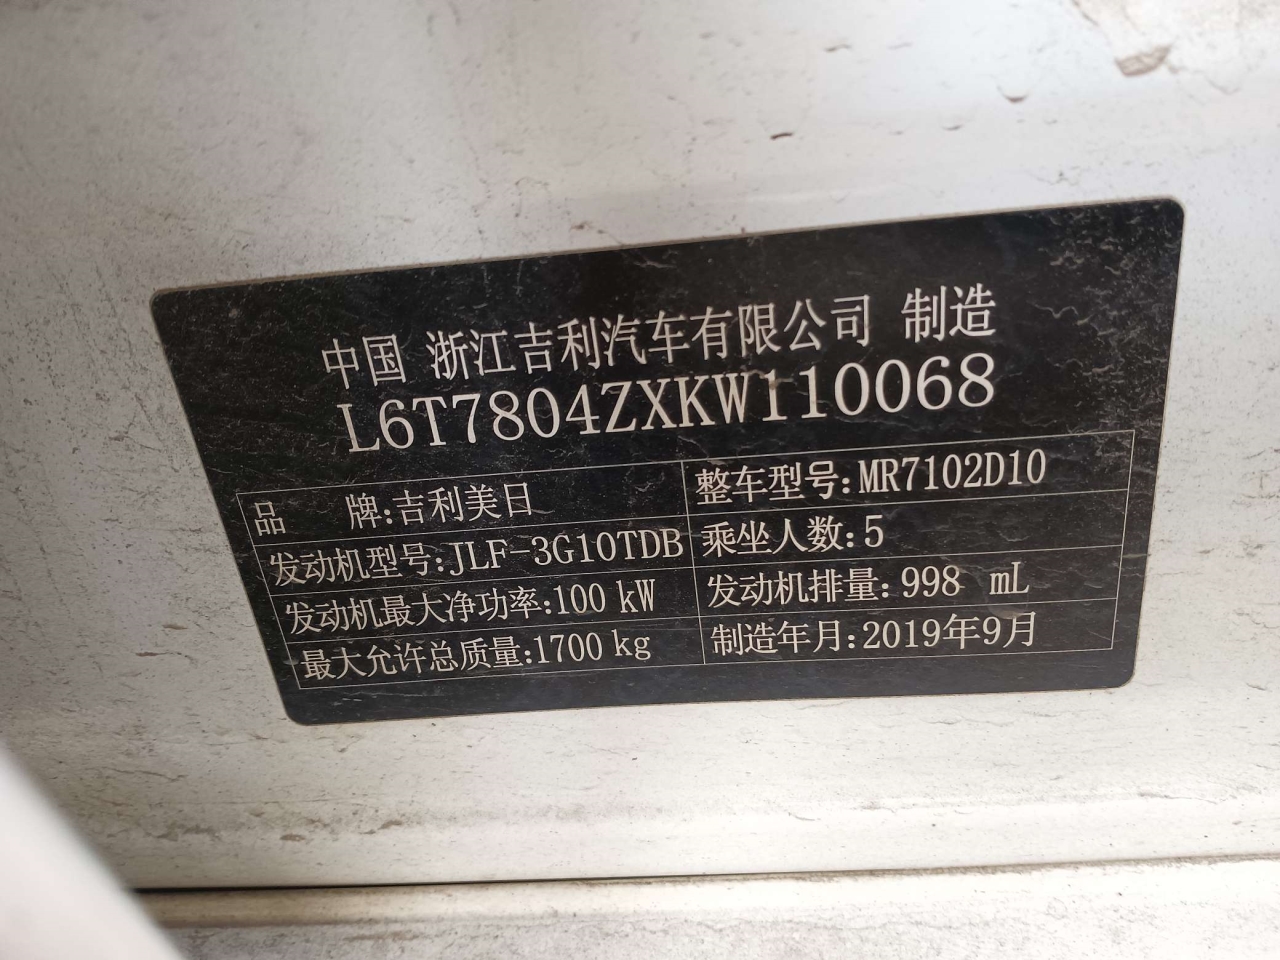 中国 浙江吉利汽车有限公司 制造
L6T7804ZXKW110068
品 牌:吉利美日 整车型号:MR7102D10
发动机型号:JLF-3G10TDB 乘坐人数:5
发动机最大净功率:100 kW 发动机排量:998 mL
最大允许总质量:1700 kg 制造年月:2019年9月